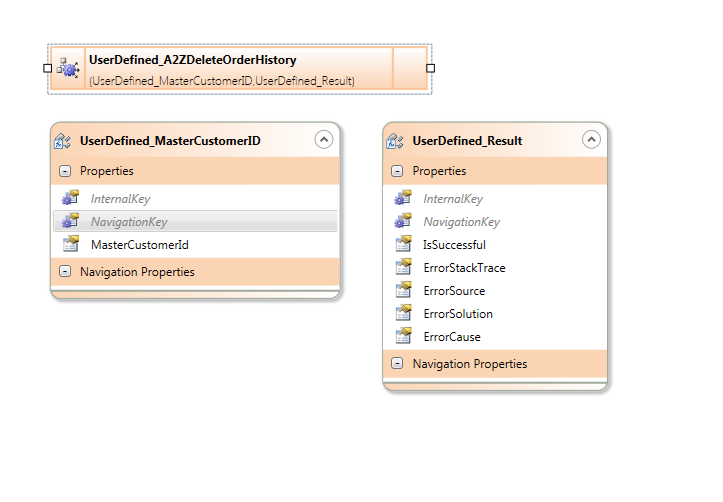 UserDefined_A2ZDeleteOrderHistory
{UserDefined_MasterCustomerID,UserDefined_Result}
UserDefined_MasterCustomerID
Properties
InternalKey
NavigationKey
MasterCustomerId
Navigation Properties
UserDefined_Result
Properties
InternalKey
NavigationKey
IsSuccessful
ErrorStackTrace
ErrorSource
ErrorSolution
ErrorCause
Navigation Properties